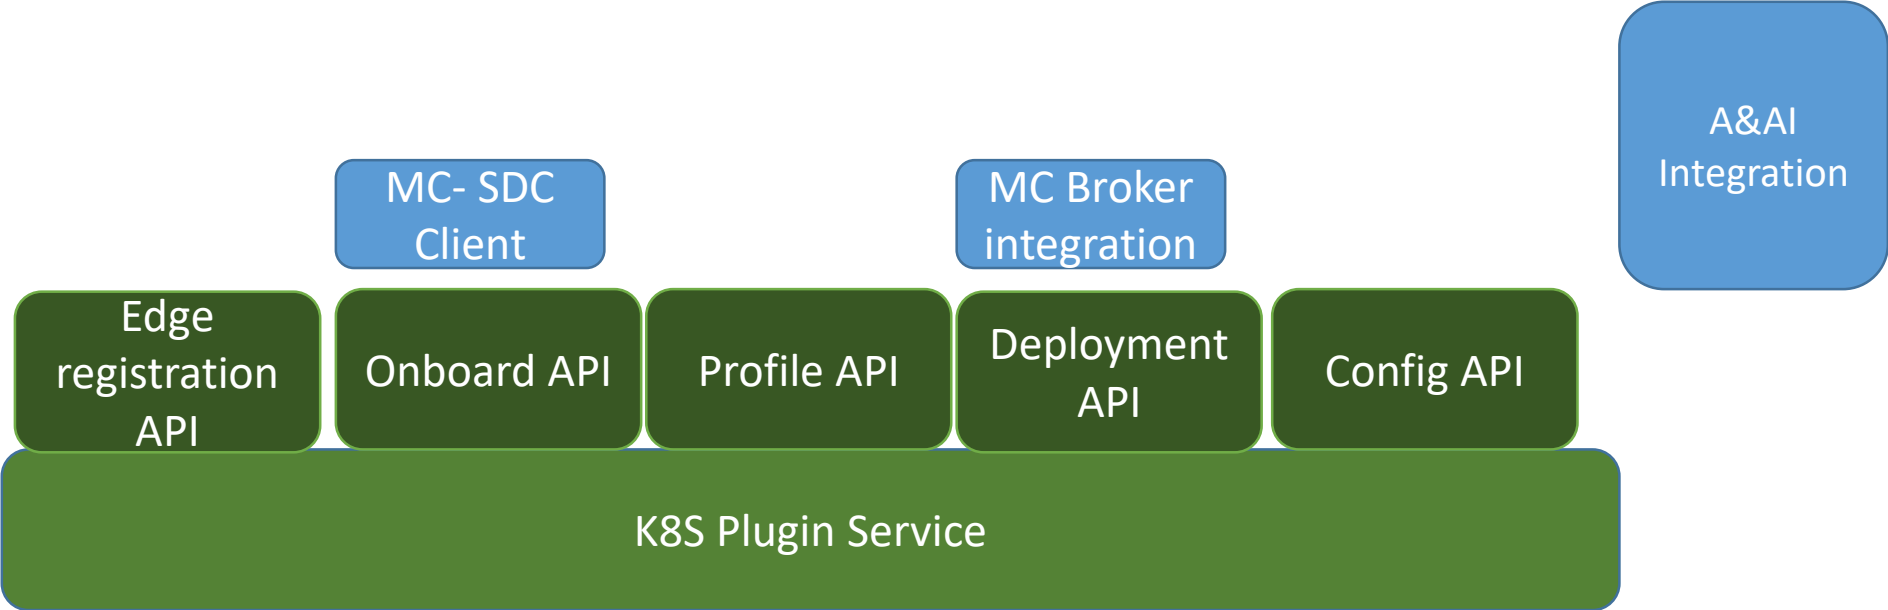 A&AI
Integration
MC- SDC
Client
MC Broker
integration
Edge
registration
API
Onboard API
Profile API
Deployment
API
Config API
K8S Plugin Service